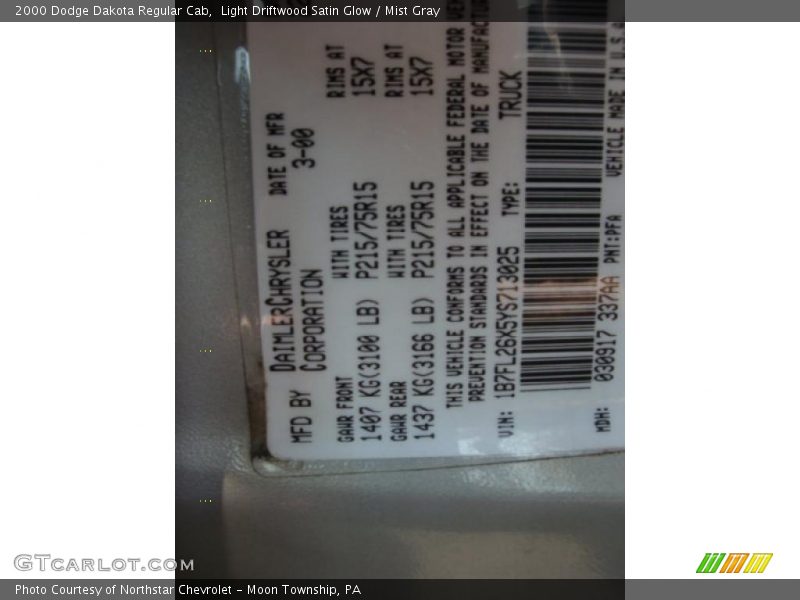 2000 Dodge Dakota Regular Cab, Light Driftwood Satin Glow / Mist Gray
MFD BY DAIMLERCHRYSLER CORPORATION
DATE OF MFR
3-00
GAWR FRONT WITH TIRES RIMS AT
1407 KG(3100 LB) P215/75R15 15X7
GAWR REAR WITH TIRES RIMS AT
1437 KG(3166 LB) P215/75R15 15X7
THIS VEHICLE CONFORMS TO ALL APPLICABLE FEDERAL MOTOR
PREVENTION STANDARDS IN EFFECT ON THE DATE OF
VIN: 1B7FL26X5YS713025 TYPE: TRUCK
MDH: 030917 337AA PNT:PFA VEHICLE MADE IN U.S
GTCARLOT.COM
Photo Courtesy of Northstar Chevrolet – Moon Township, PA